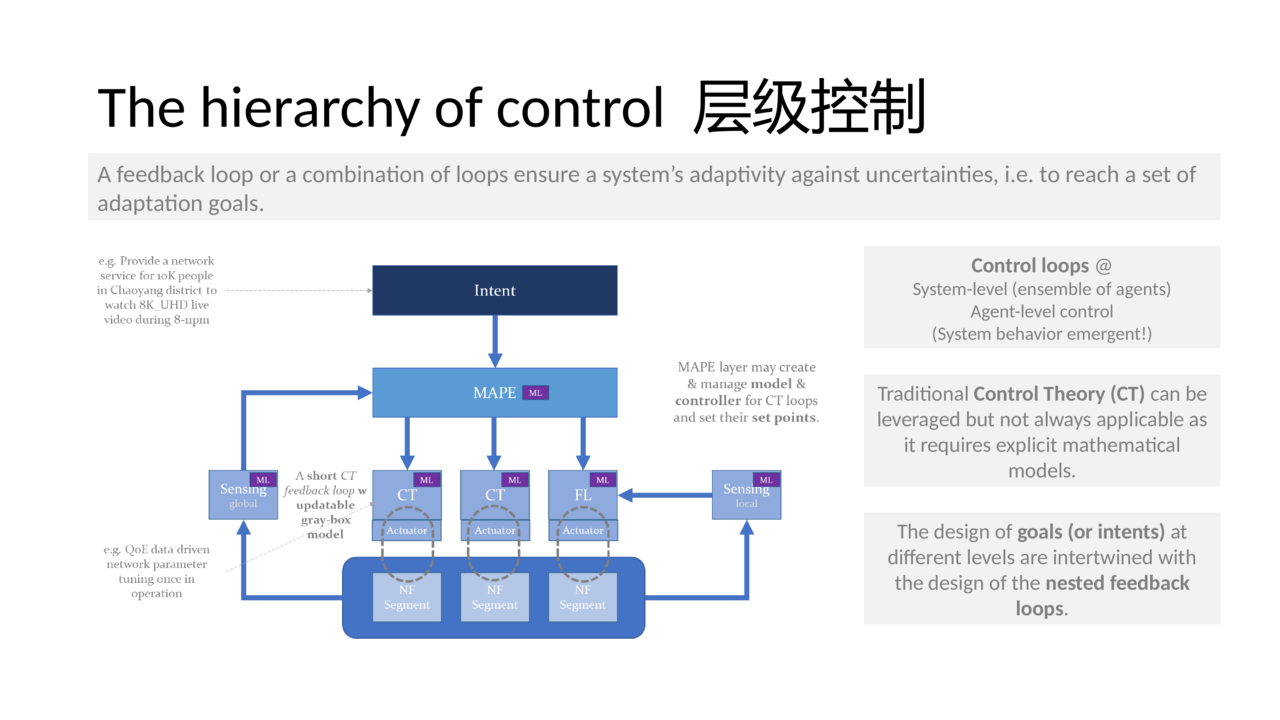 The hierarchy of control 层级控制
A feedback loop or a combination of loops ensure a system's adaptivity against uncertainties, i.e. to reach a set of
adaptation goals.
e.g. Provide a network
service for 10K people
in Chaoyang district to
watch 8K_UHD live
video during 8-11pm
Intent
MAPE
ML
MAPE layer may create
& manage model &
controller for CT loops
and set their set points.
Sensing
ML
global
A short CT
feedback loop w
updatable
gray-box
model
CT
ML
Actuator
CT
ML
Actuator
FL
ML
Actuator
Sensing
ML
local
e.g. QoE data driven
network parameter
tuning once in
operation
NF
Segment
NF
Segment
NF
Segment
Control loops @
System-level (ensemble of agents)
Agent-level control
(System behavior emergent!)
Traditional Control Theory (CT) can be
leveraged but not always applicable as
it requires explicit mathematical
models.
The design of goals (or intents) at
different levels are intertwined with
the design of the nested feedback
loops.